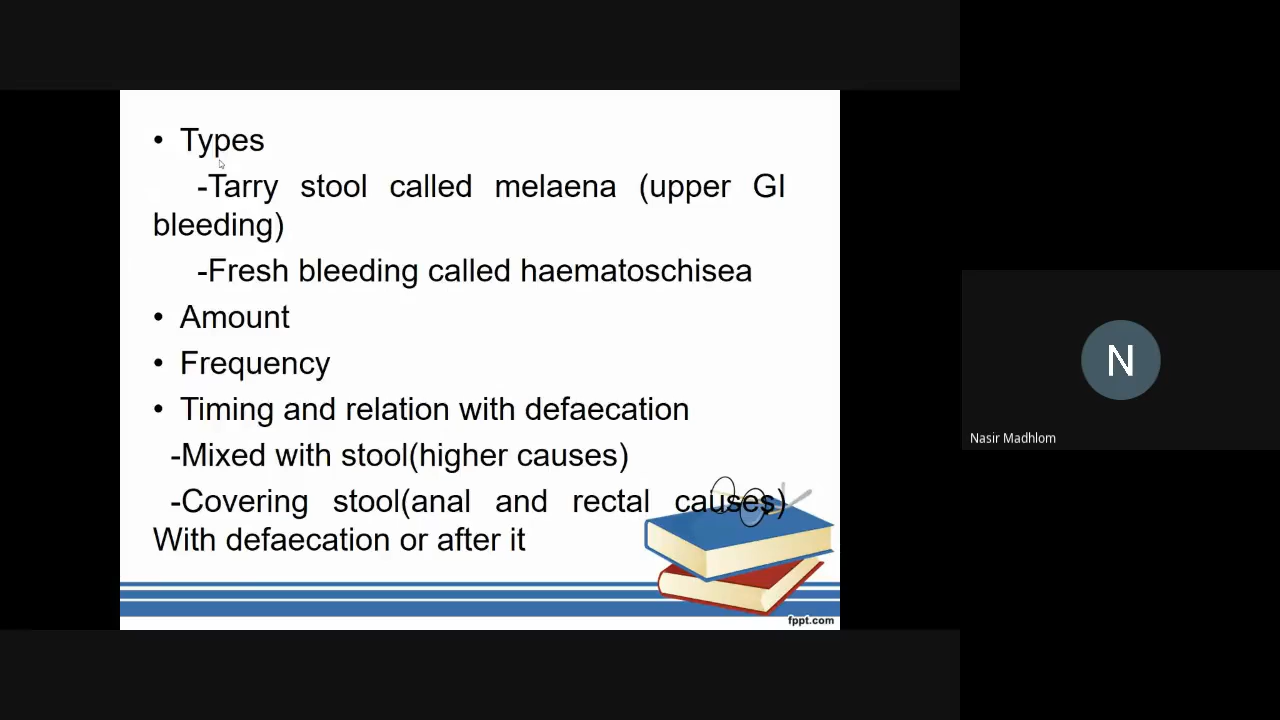 • Types
-Tarry stool called melaena (upper GI
bleeding)
-Fresh bleeding called haematoschisea
• Amount
• Frequency
• Timing and relation with defaecation
-Mixed with stool(higher causes)
-Covering stool(anal and rectal causes)
With defaecation or after it
fppt.com
N
Nasir Madhlom